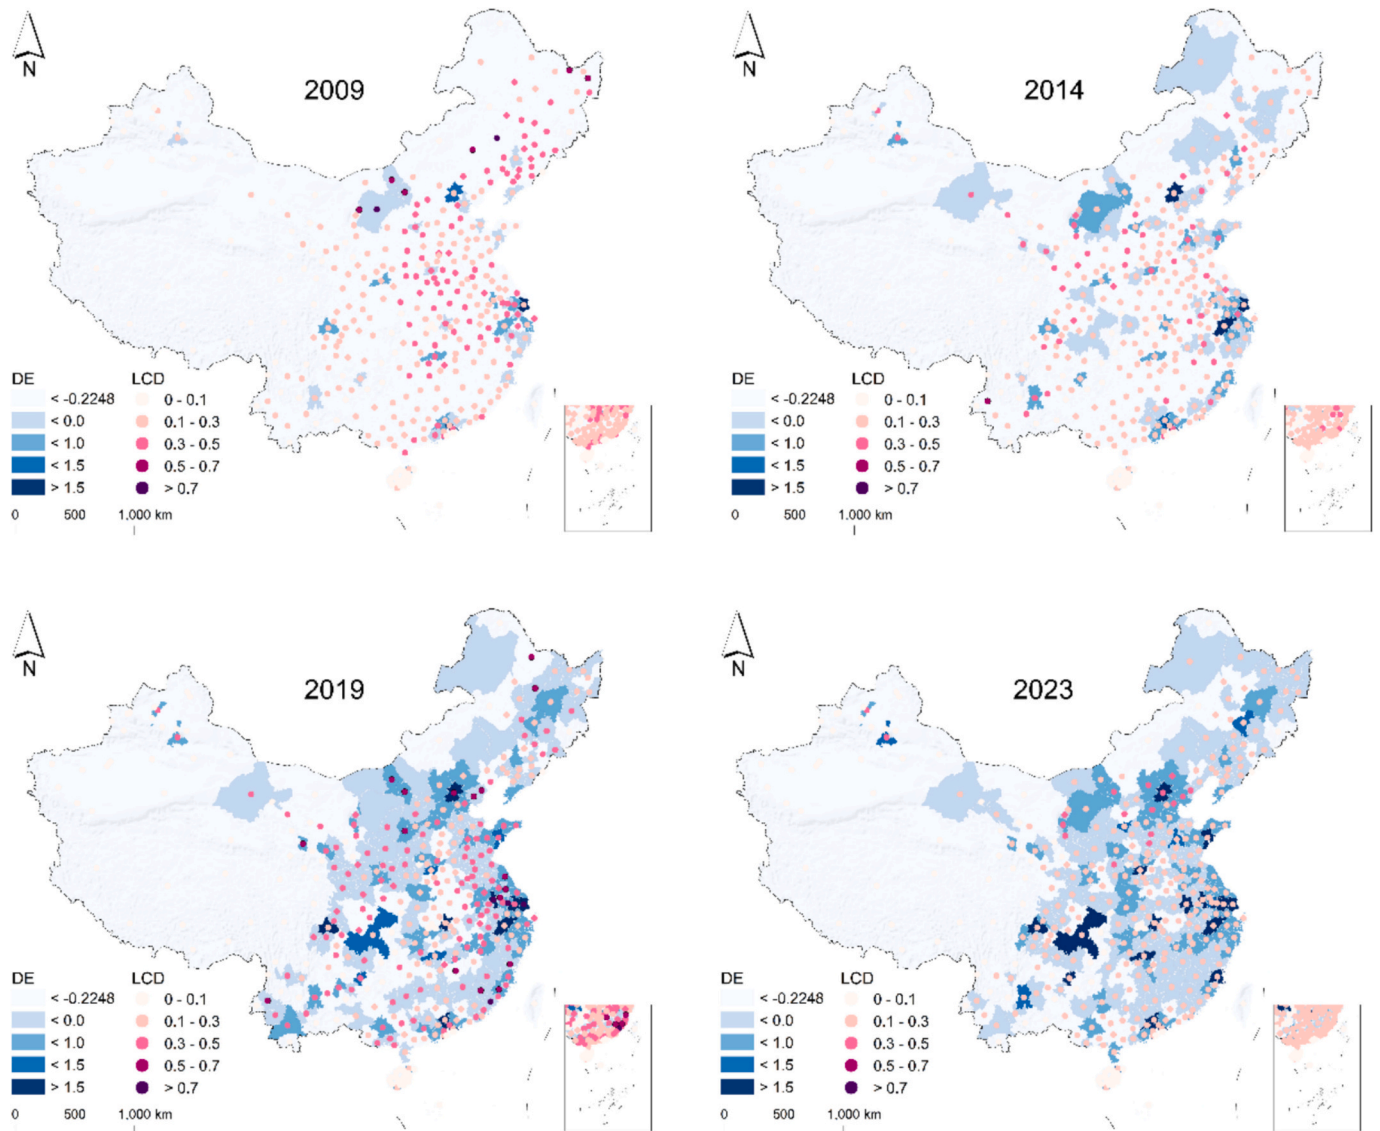 N
2009
DE LCD
< -0.2248 0 - 0.1
< 0.0 0.1 - 0.3
< 1.0 0.3 - 0.5
< 1.5 0.5 - 0.7
> 1.5 > 0.7
0 500 1,000 km
N
2014
DE LCD
< -0.2248 0 - 0.1
< 0.0 0.1 - 0.3
< 1.0 0.3 - 0.5
< 1.5 0.5 - 0.7
> 1.5 > 0.7
0 500 1,000 km
N
2019
DE LCD
< -0.2248 0 - 0.1
< 0.0 0.1 - 0.3
< 1.0 0.3 - 0.5
< 1.5 0.5 - 0.7
> 1.5 > 0.7
0 500 1,000 km
N
2023
DE LCD
< -0.2248 0 - 0.1
< 0.0 0.1 - 0.3
< 1.0 0.3 - 0.5
< 1.5 0.5 - 0.7
> 1.5 > 0.7
0 500 1,000 km